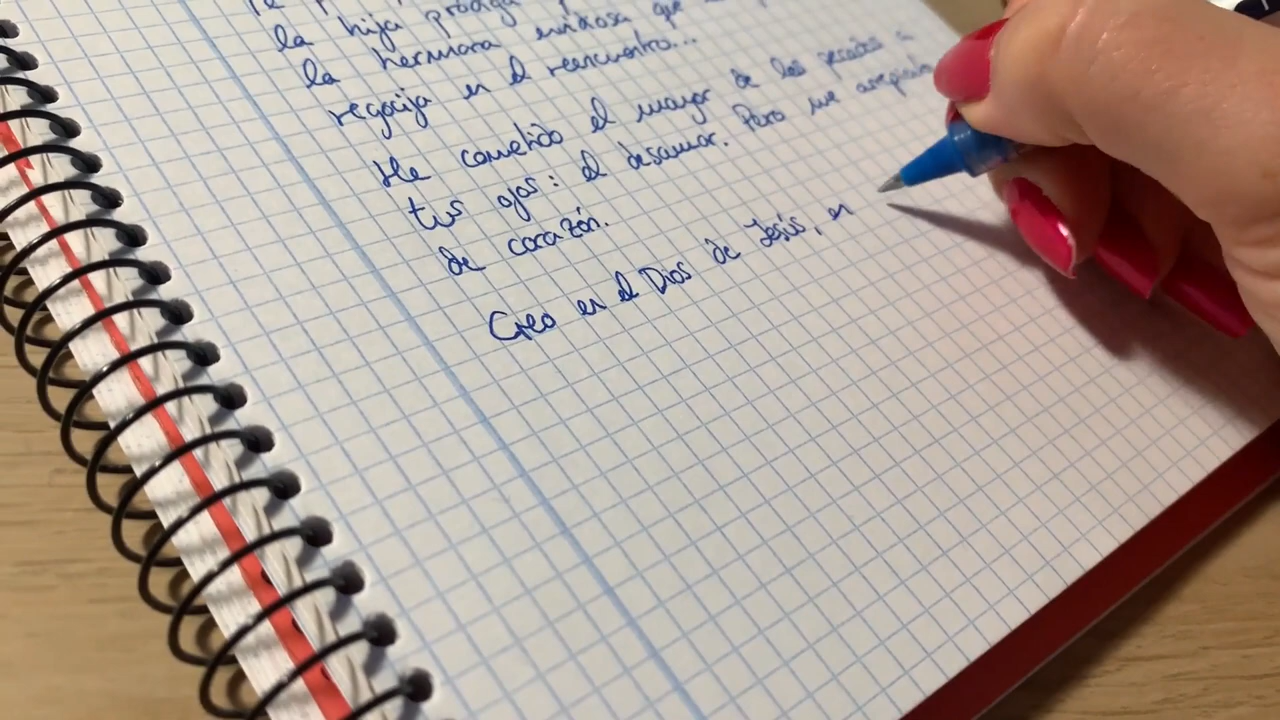 la hija pródiga
la hermana envidiosa que
regocija en el reencuentro...
He cometido el mayor de los pecados a
tus ojos: el desamor. Pero me arrepiento
de corazón.
Creo en el Dios de Jesús, en